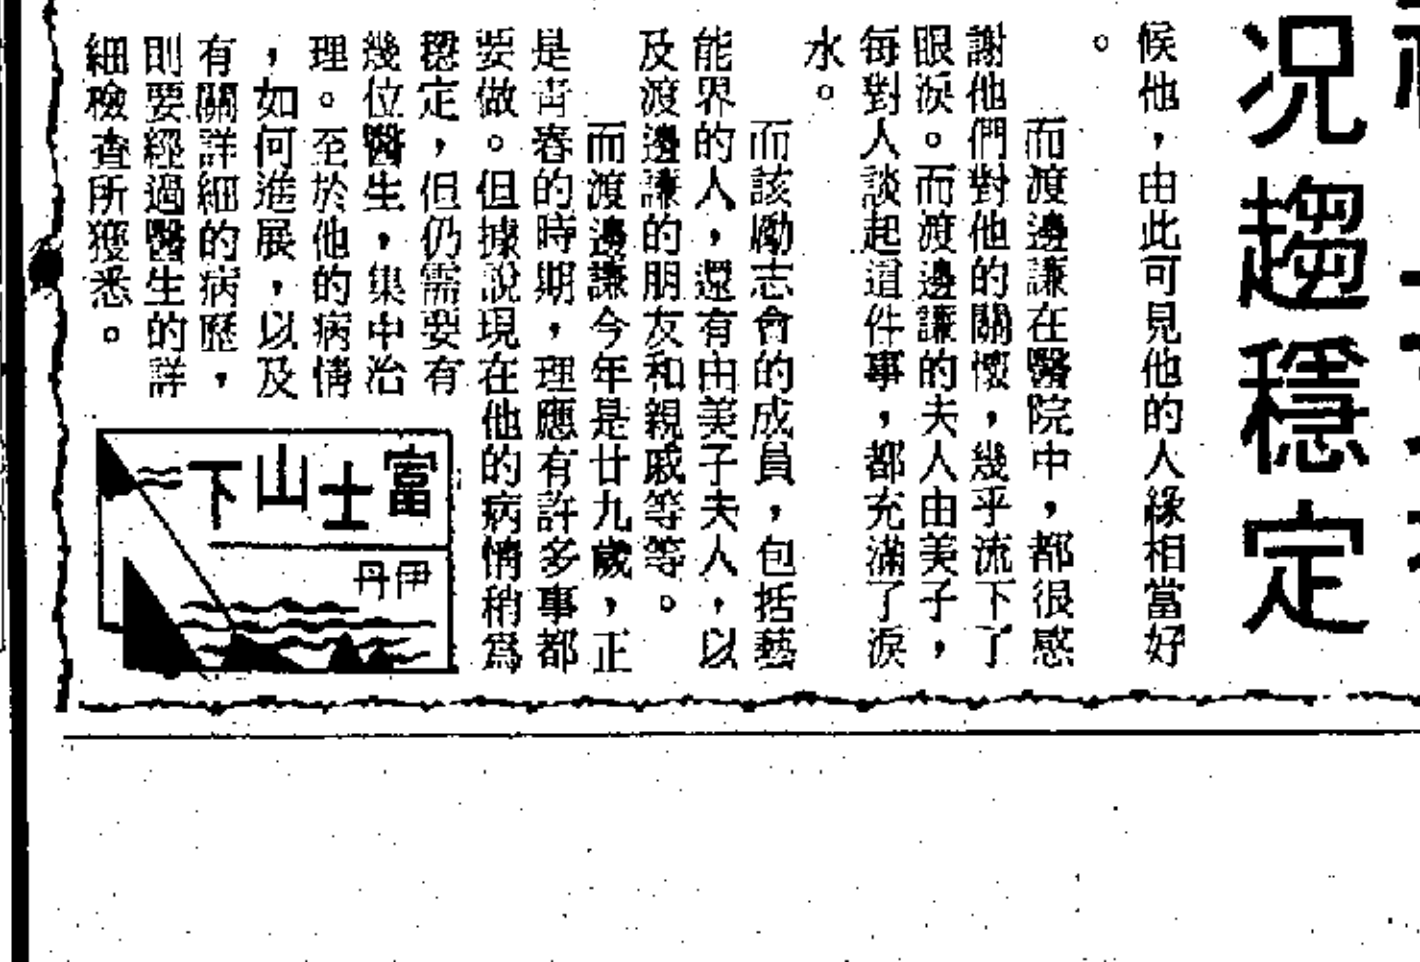 况趨穩定
候他，由此可見他的人緣相當好
。
而渡邊謙在醫院中，都很感
謝他們對他的關懷，幾乎流下了
眼淚。而渡邊謙的夫人由美子，
每對人談起這件事，都充滿了淚
水。
而該勵志會的成員，包括藝
能界的人，還有由美子夫人，以
及渡邊謙的朋友和親戚等等。
而渡邊謙今年是廿九歲，正
是青春的時期，理應有許多事都
要做。但據說現在他的病情稍爲
穩定，但仍需要有
幾位醫生，集中治
理。至於他的病情
，如何進展，以及
有關詳細的病歷，
則要經過醫生的詳
細檢查所獲悉。
富士山下
伊丹